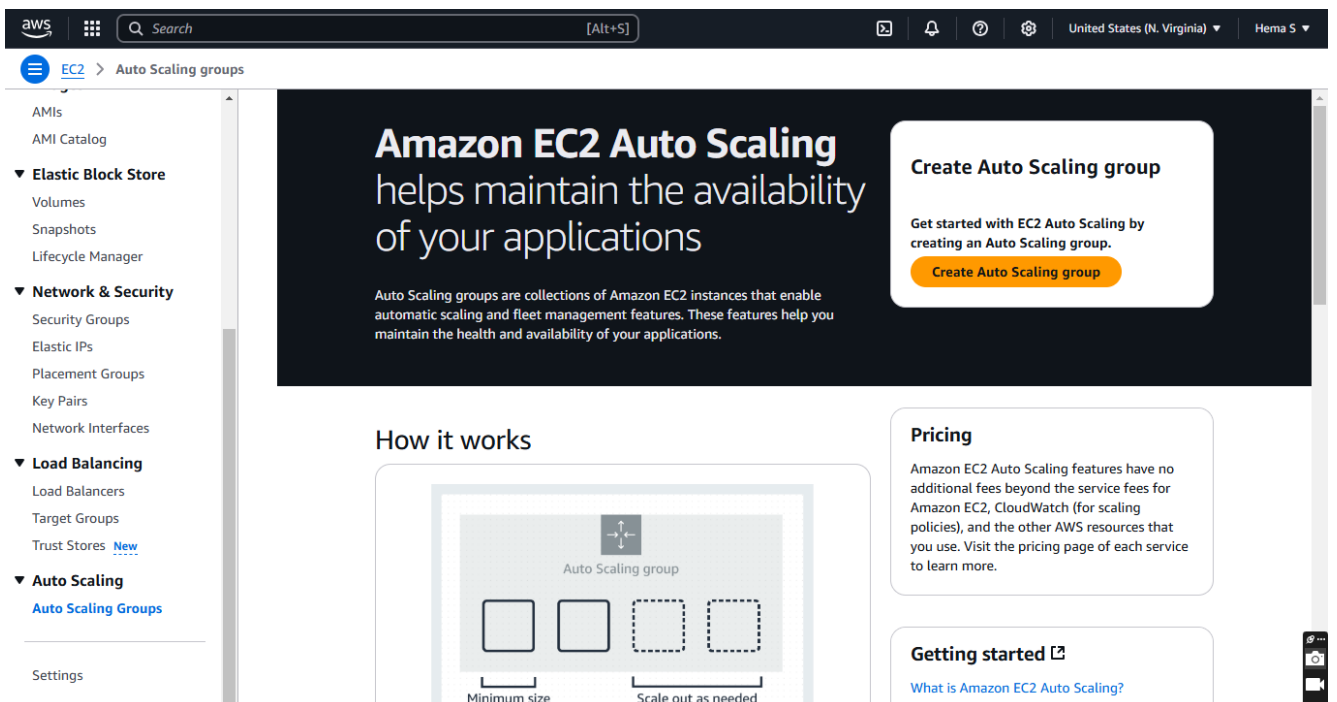 aws
Search [Alt+S]
United States (N. Virginia) ▼
Hema S ▼
EC2 > Auto Scaling groups
AMIs
AMI Catalog
▼ Elastic Block Store
Volumes
Snapshots
Lifecycle Manager
▼ Network & Security
Security Groups
Elastic IPs
Placement Groups
Key Pairs
Network Interfaces
▼ Load Balancing
Load Balancers
Target Groups
Trust Stores New
▼ Auto Scaling
Auto Scaling Groups
Settings
Amazon EC2 Auto Scaling
helps maintain the availability
of your applications
Auto Scaling groups are collections of Amazon EC2 instances that enable
automatic scaling and fleet management features. These features help you
maintain the health and availability of your applications.
Create Auto Scaling group
Get started with EC2 Auto Scaling by
creating an Auto Scaling group.
Create Auto Scaling group
How it works
Auto Scaling group
Minimum size
Scale out as needed
Pricing
Amazon EC2 Auto Scaling features have no
additional fees beyond the service fees for
Amazon EC2, CloudWatch (for scaling
policies), and the other AWS resources that
you use. Visit the pricing page of each service
to learn more.
Getting started
What is Amazon EC2 Auto Scaling?